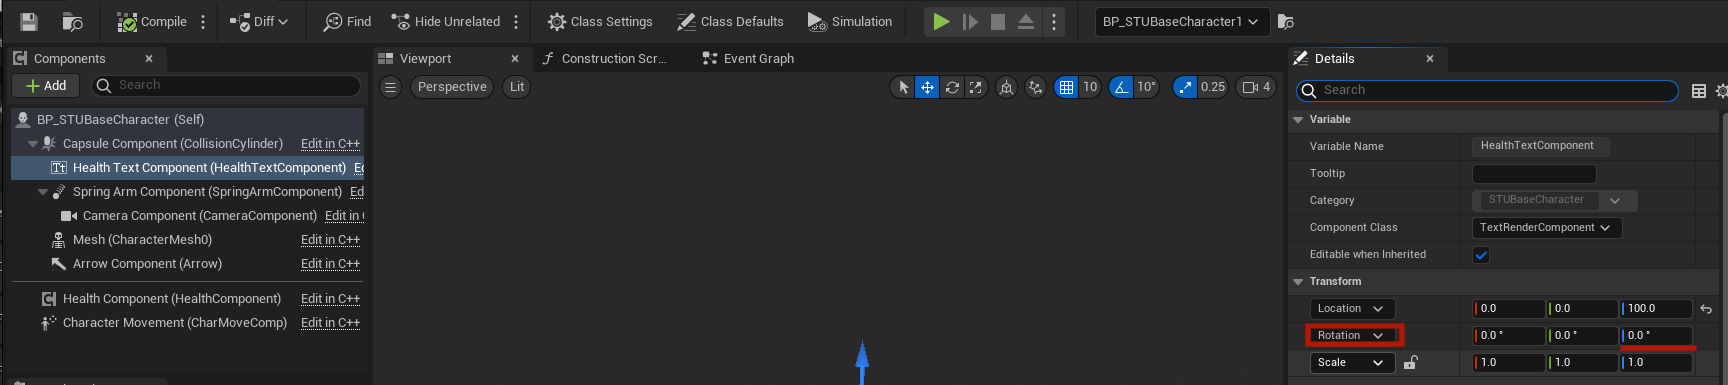 Compile Diff Find Hide Unrelated Class Settings Class Defaults Simulation BP_STUBaseCharacter1
Components Viewport Construction Scr... Event Graph Details
Add Search Perspective Lit 10 10° 0.25 4 Search
BP_STUBaseCharacter (Self)
Capsule Component (CollisionCylinder) Edit in C++
Health Text Component (HealthTextComponent)
Spring Arm Component (SpringArmComponent) Ed
Camera Component (CameraComponent) Edit in
Mesh (CharacterMesh0) Edit in C++
Arrow Component (Arrow) Edit in C++
Health Component (HealthComponent) Edit in C++
Character Movement (CharMoveComp) Edit in C++
Variable
Variable Name HealthTextComponent
Tooltip
Category STUBaseCharacter
Component Class TextRenderComponent
Editable when Inherited
Transform
Location 0.0 0.0 100.0
Rotation 0.0 ° 0.0 ° 0.0 °
Scale 1.0 1.0 1.0